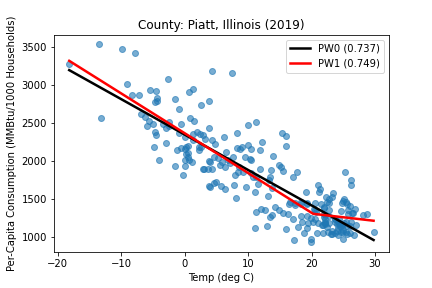 County: Piatt, Illinois (2019)
PW0 (0.737)
PW1 (0.749)
Per-Capita Consumption (MMBtu/1000 Households)
3500
3000
2500
2000
1500
1000
−20
−10
0
10
20
30
Temp (deg C)